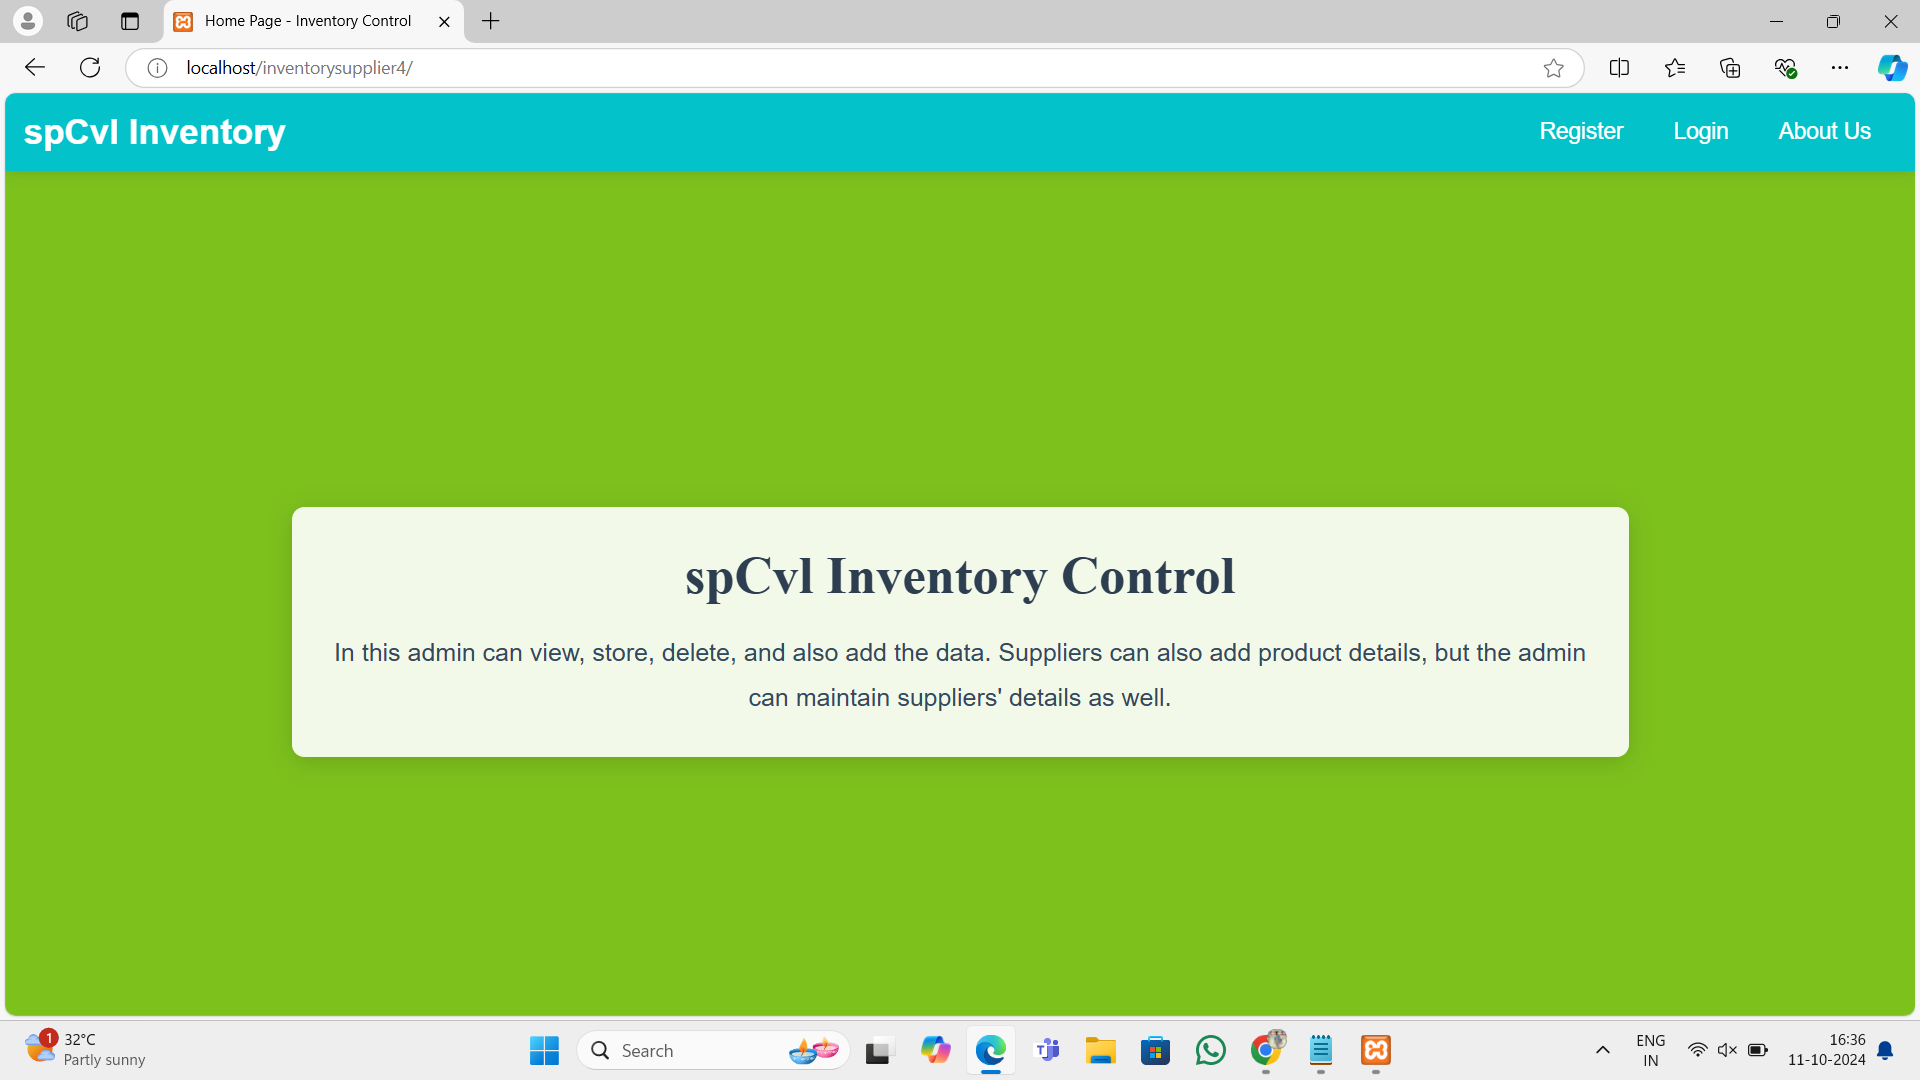 Home Page - Inventory Control
localhost/inventorysupplier4/
spCvl Inventory
Register
Login
About Us
spCvl Inventory Control
In this admin can view, store, delete, and also add the data. Suppliers can also add product details, but the admin
can maintain suppliers' details as well.
1
32°C
Partly sunny
Search
ENG
IN
16:36
11-10-2024